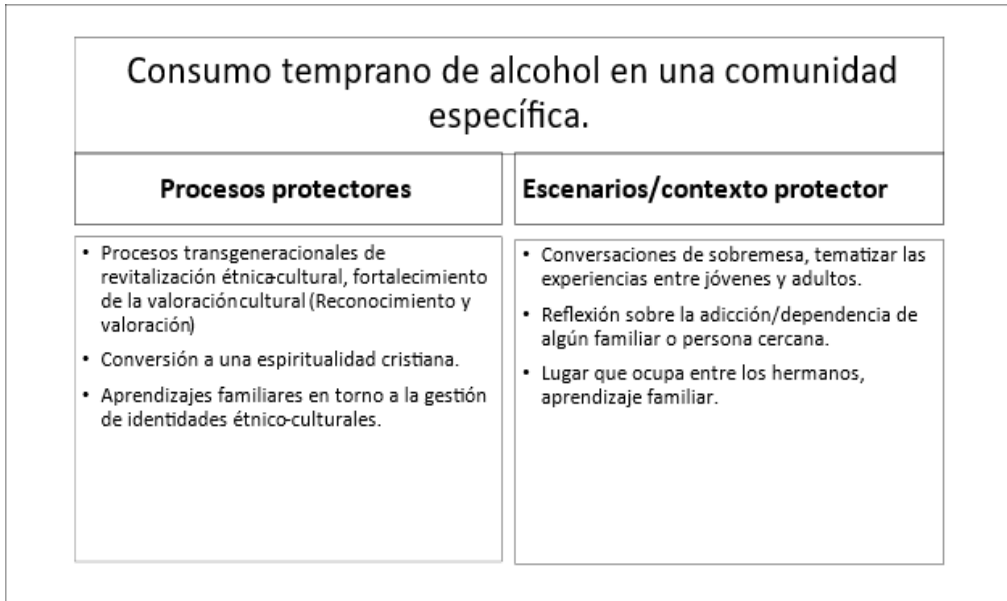 Consumo temprano de alcohol en una comunidad
específica.
Procesos protectores
Escenarios/contexto protector
• Procesos transgeneracionales de
revitalización étnica-cultural, fortalecimiento
de la valoración cultural (Reconocimiento y
valoración)
• Conversión a una espiritualidad cristiana.
• Aprendizajes familiares en torno a la gestión
de identidades étnico-culturales.
• Conversaciones de sobremesa, tematizar las
experiencias entre jóvenes y adultos.
• Reflexión sobre la adicción/dependencia de
algún familiar o persona cercana.
• Lugar que ocupa entre los hermanos,
aprendizaje familiar.